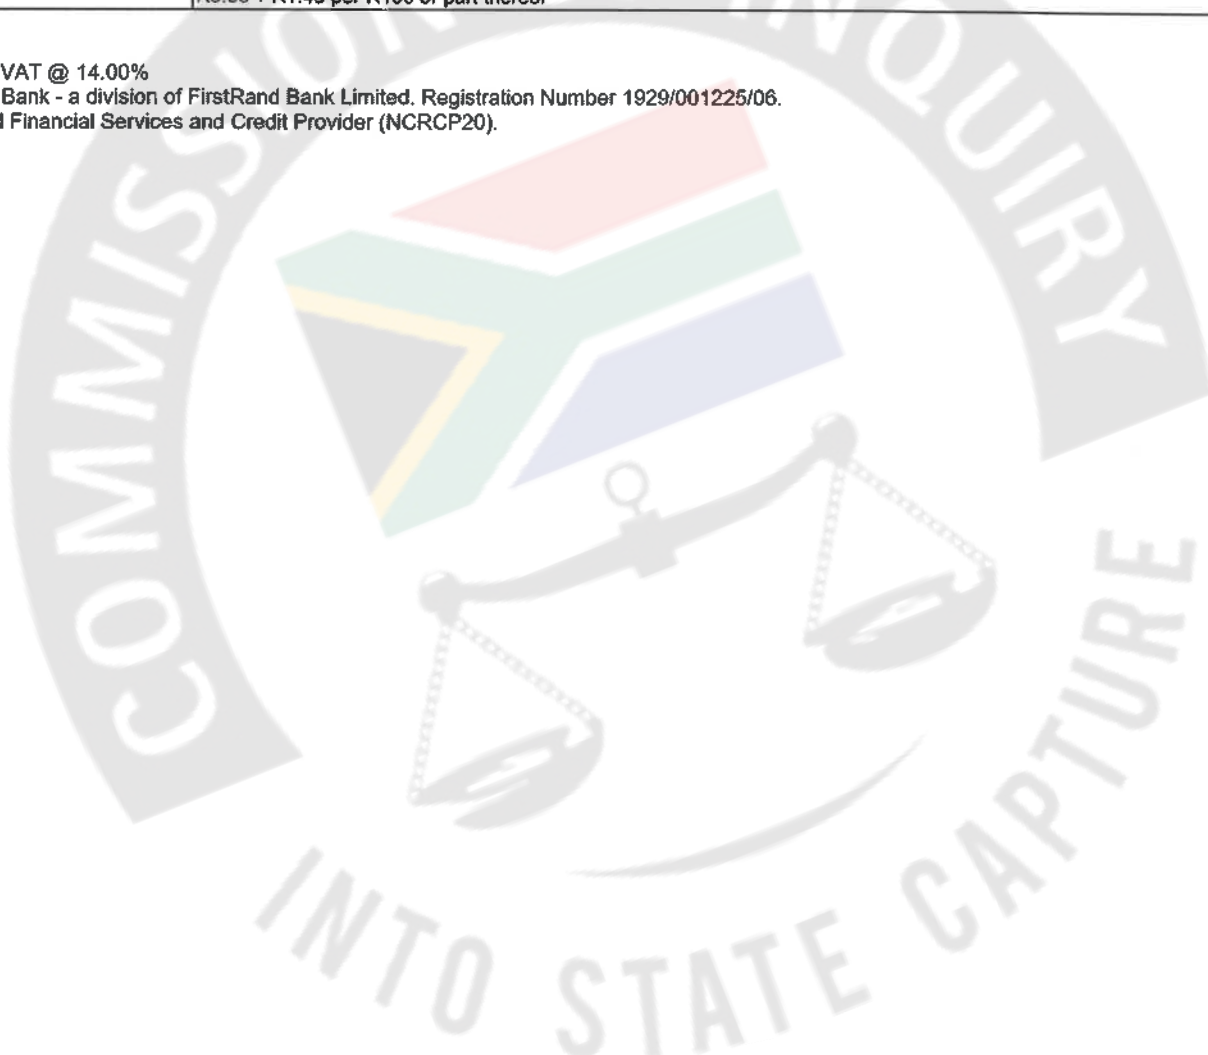 VAT @ 14.00%
Bank - a division of FirstRand Bank Limited. Registration Number 1929/001225/06.
Financial Services and Credit Provider (NCRCP20).
COMMISSION
INQUIRY
INTO STATE CAPTURE